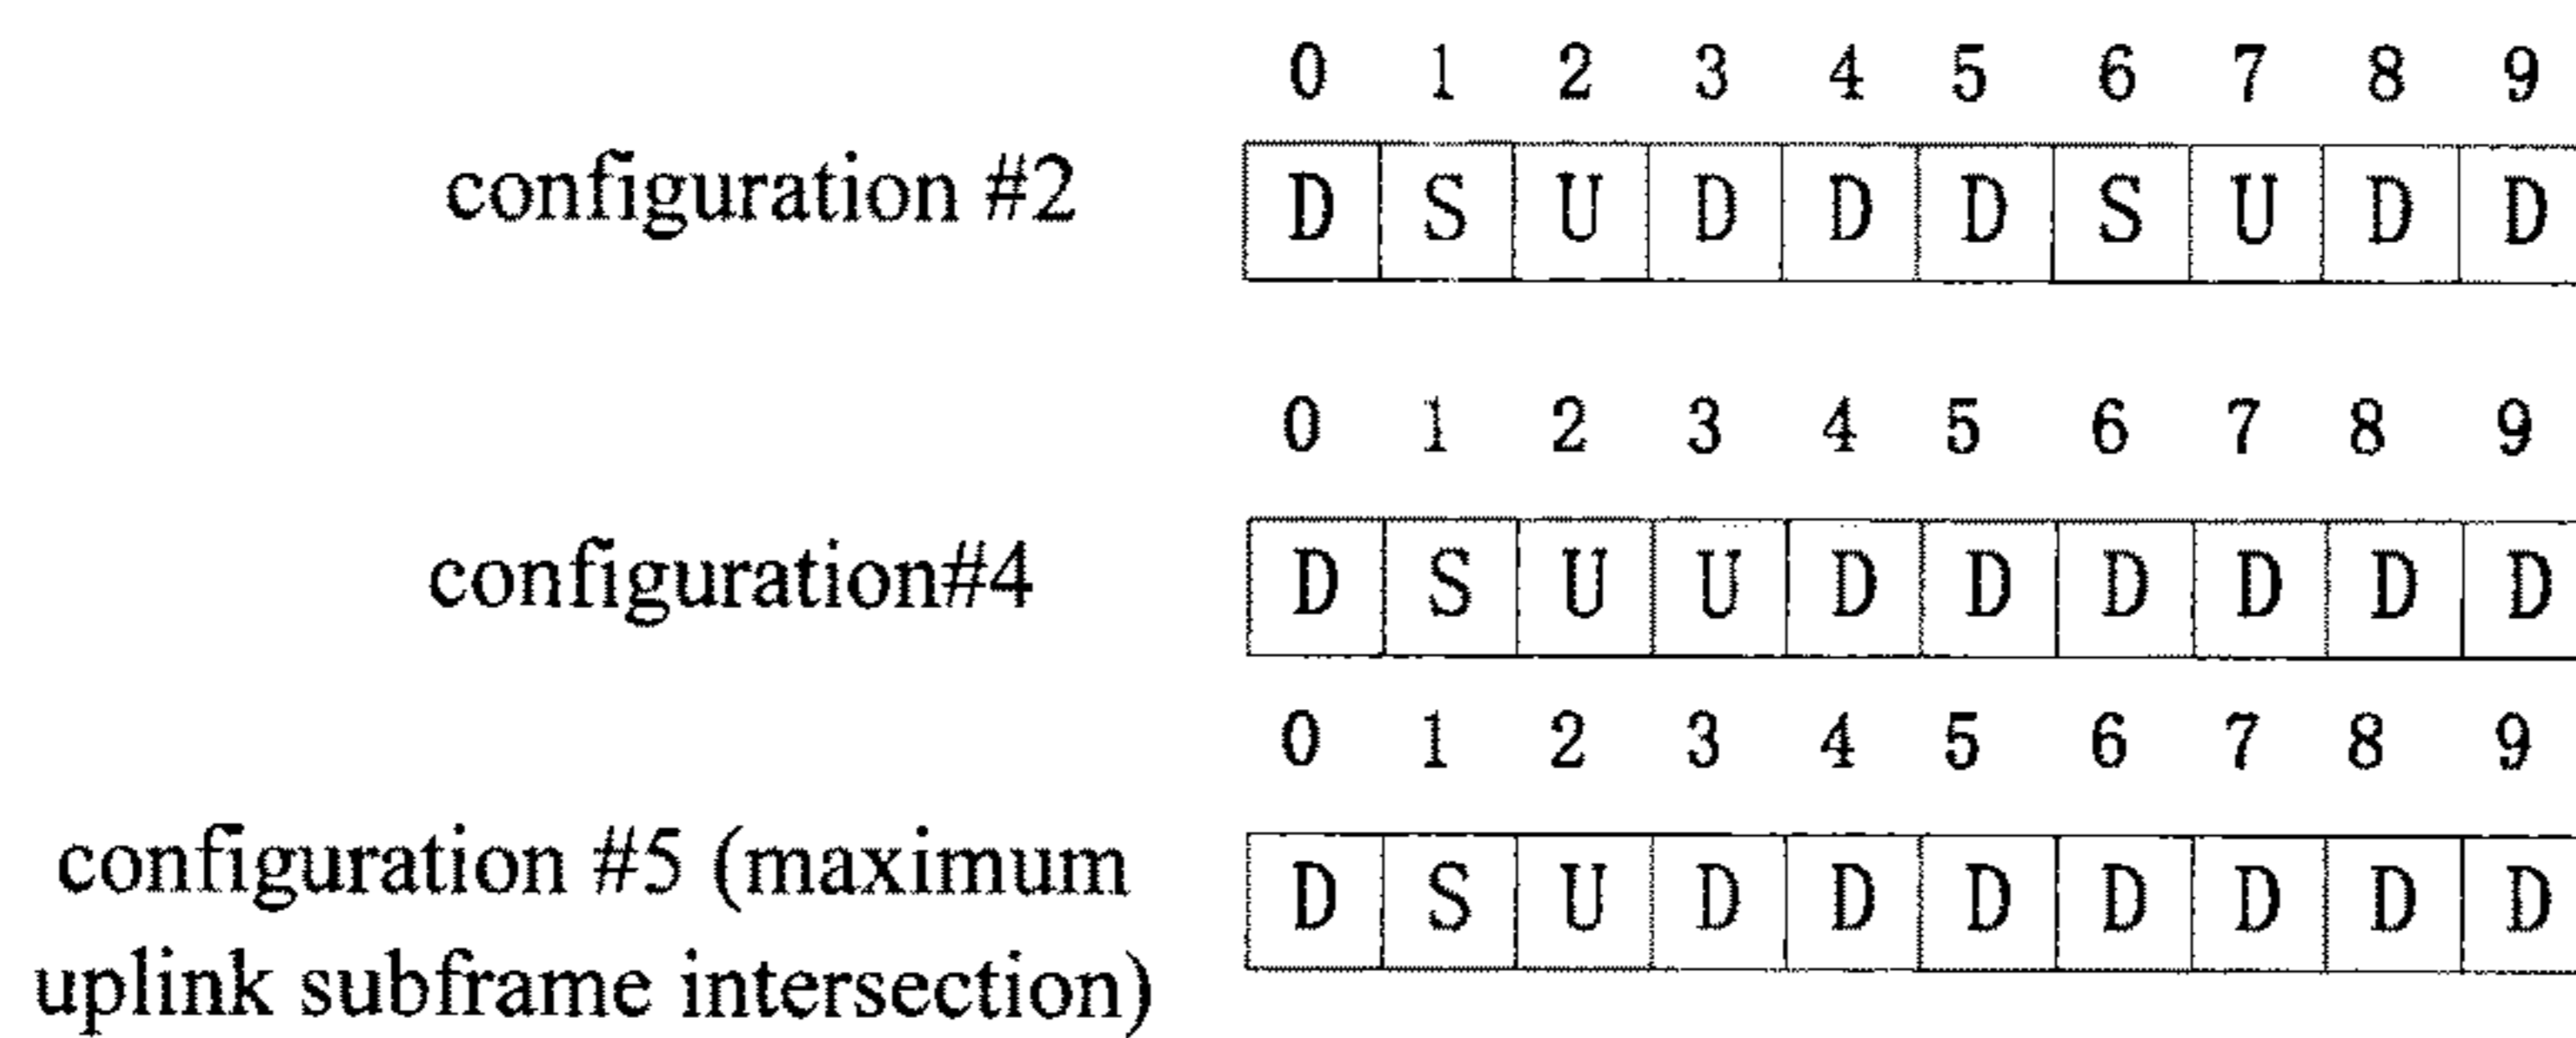 0 1 2 3 4 5 6 7 8 9
configuration #2 D S U D D D S U D D
0 1 2 3 4 5 6 7 8 9
configuration#4 D S U U D D D D D D
0 1 2 3 4 5 6 7 8 9
configuration #5 (maximum
uplink subframe intersection)
D S U D D D D D D D